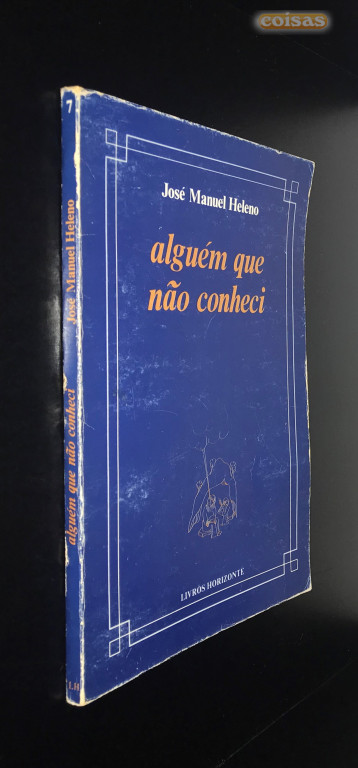 coisas
José Manuel Heleno
alguém que
não conheci
LIVROS HORIZONTE
7
José Manuel Heleno
alguém que não conheci
L.H